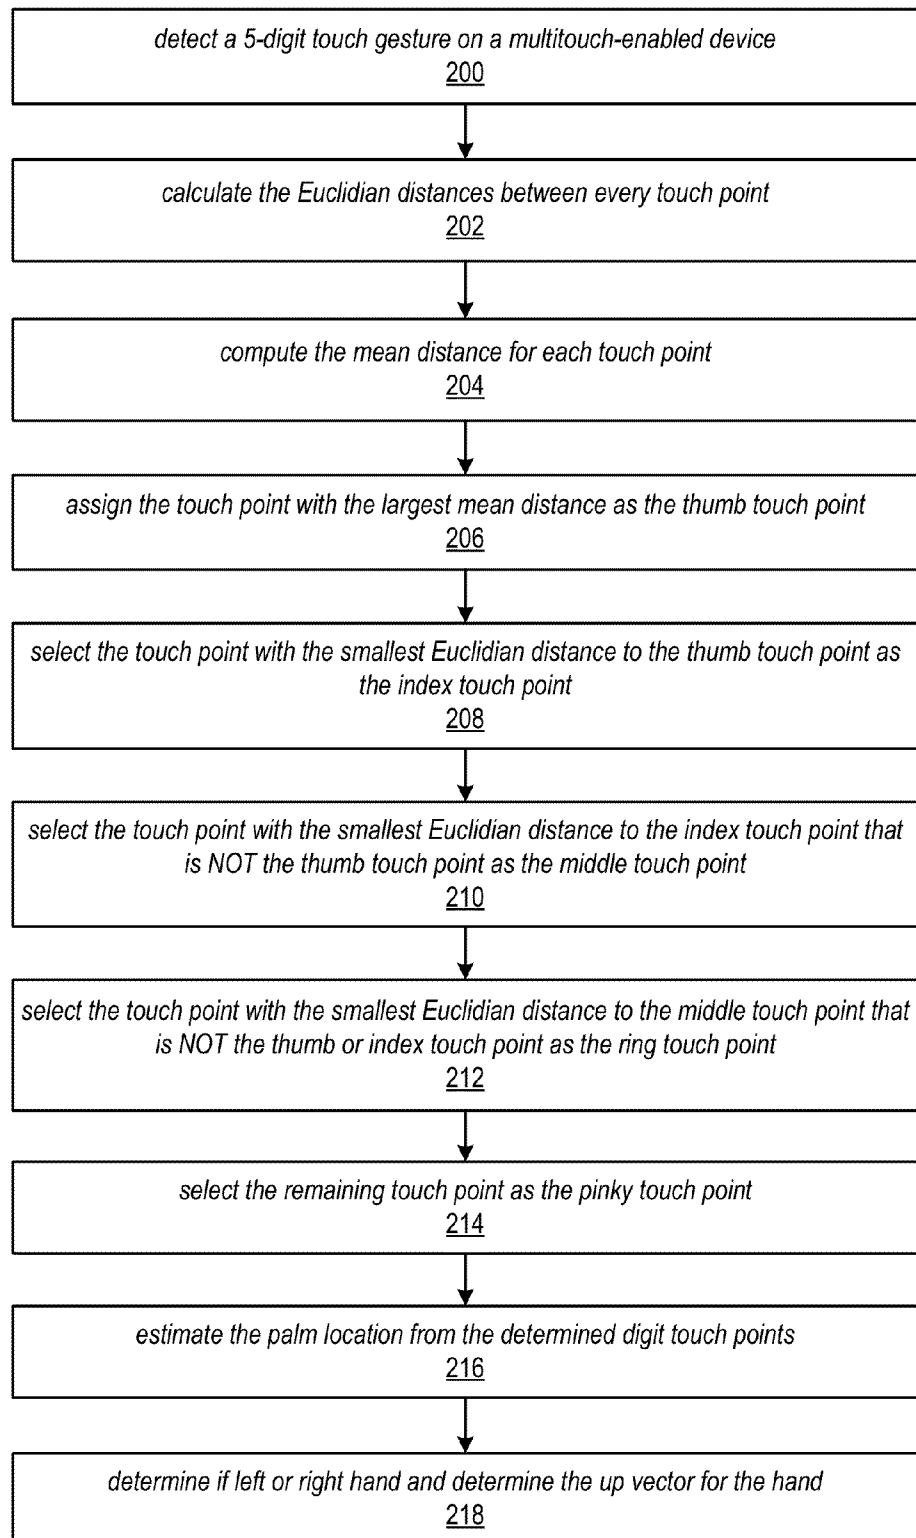 detect a 5-digit touch gesture on a multitouch-enabled device
200
calculate the Euclidian distances between every touch point
202
compute the mean distance for each touch point
204
assign the touch point with the largest mean distance as the thumb touch point
206
select the touch point with the smallest Euclidian distance to the thumb touch point as
the index touch point
208
select the touch point with the smallest Euclidian distance to the index touch point that
is NOT the thumb touch point as the middle touch point
210
select the touch point with the smallest Euclidian distance to the middle touch point that
is NOT the thumb or index touch point as the ring touch point
212
select the remaining touch point as the pinky touch point
214
estimate the palm location from the determined digit touch points
216
determine if left or right hand and determine the up vector for the hand
218